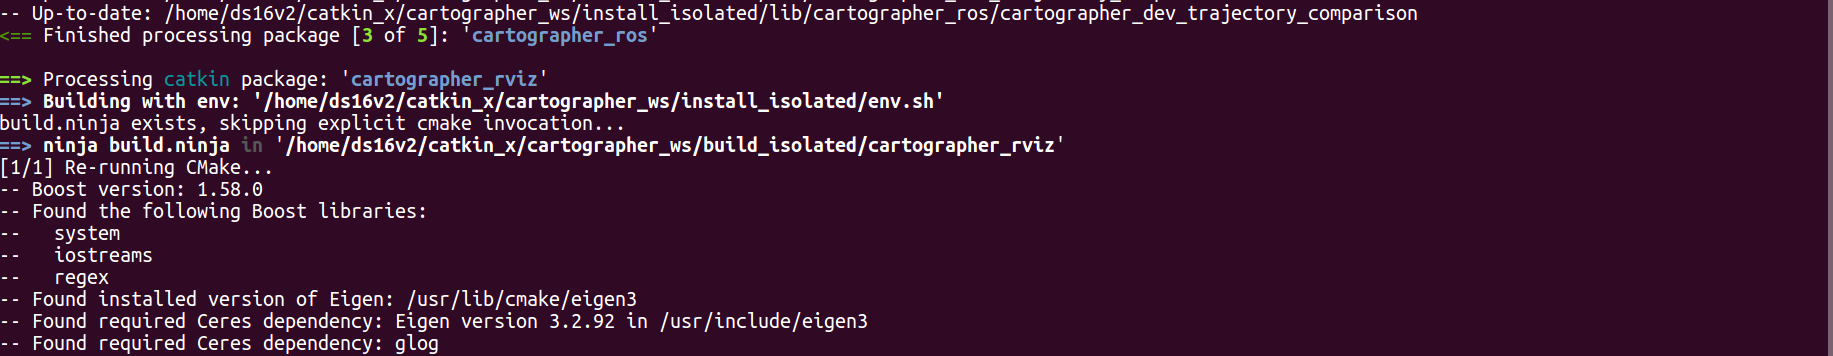 -- Up-to-date: /home/ds16v2/catkin_x/cartographer_ws/install_isolated/lib/cartographer_ros/cartographer_dev_trajectory_comparison
<== Finished processing package [3 of 5]: 'cartographer_ros'
==> Processing catkin package: 'cartographer_rviz'
==> Building with env: '/home/ds16v2/catkin_x/cartographer_ws/install_isolated/env.sh'
build.ninja exists, skipping explicit cmake invocation...
==> ninja build.ninja in '/home/ds16v2/catkin_x/cartographer_ws/build_isolated/cartographer_rviz'
[1/1] Re-running CMake...
-- Boost version: 1.58.0
-- Found the following Boost libraries:
--   system
--   iostreams
--   regex
-- Found installed version of Eigen: /usr/lib/cmake/eigen3
-- Found required Ceres dependency: Eigen version 3.2.92 in /usr/include/eigen3
-- Found required Ceres dependency: glog